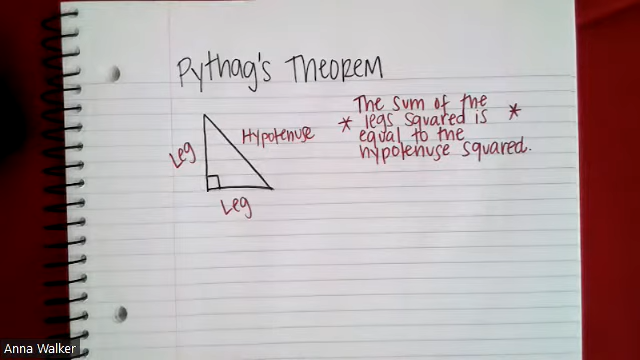 Pythag's Theorem
The sum of the
* legs squared is *
equal to the
hypotenuse squared.
Leg
Hypotenuse
Leg
Anna Walker